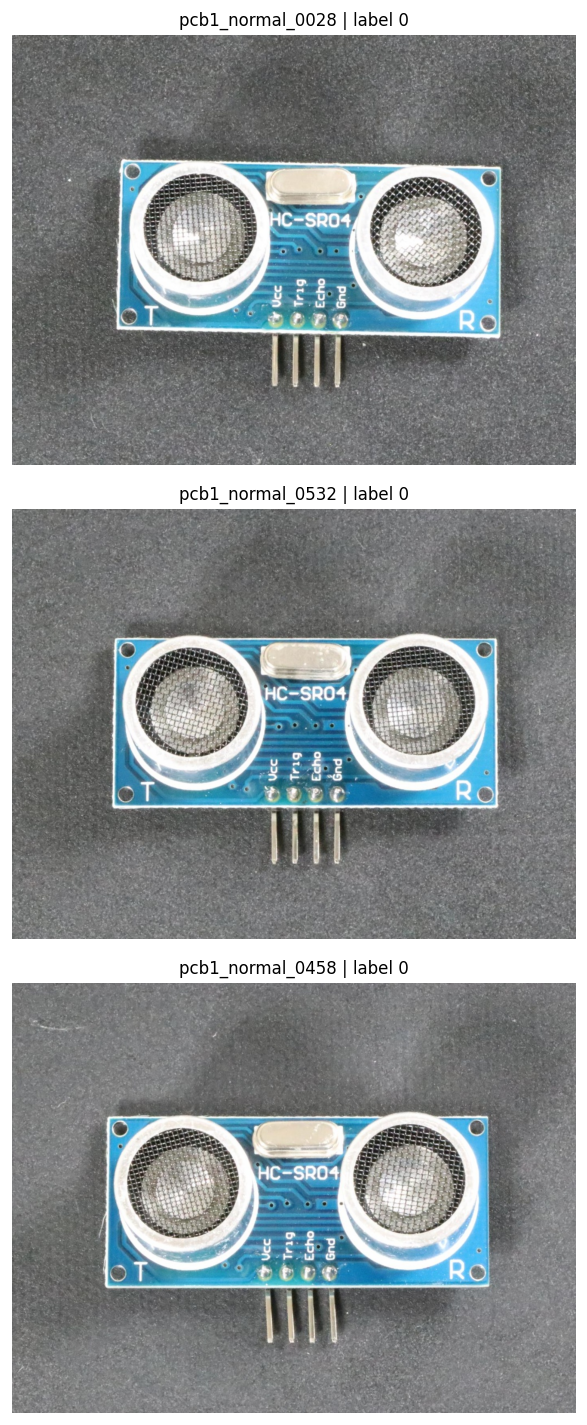 pcb1_normal_0028 | label 0
HC-SR04
Vcc Trig Echo Gnd
T R
pcb1_normal_0532 | label 0
HC-SR04
Vcc Trig Echo Gnd
T R
pcb1_normal_0458 | label 0
HC-SR04
Vcc Trig Echo Gnd
T R